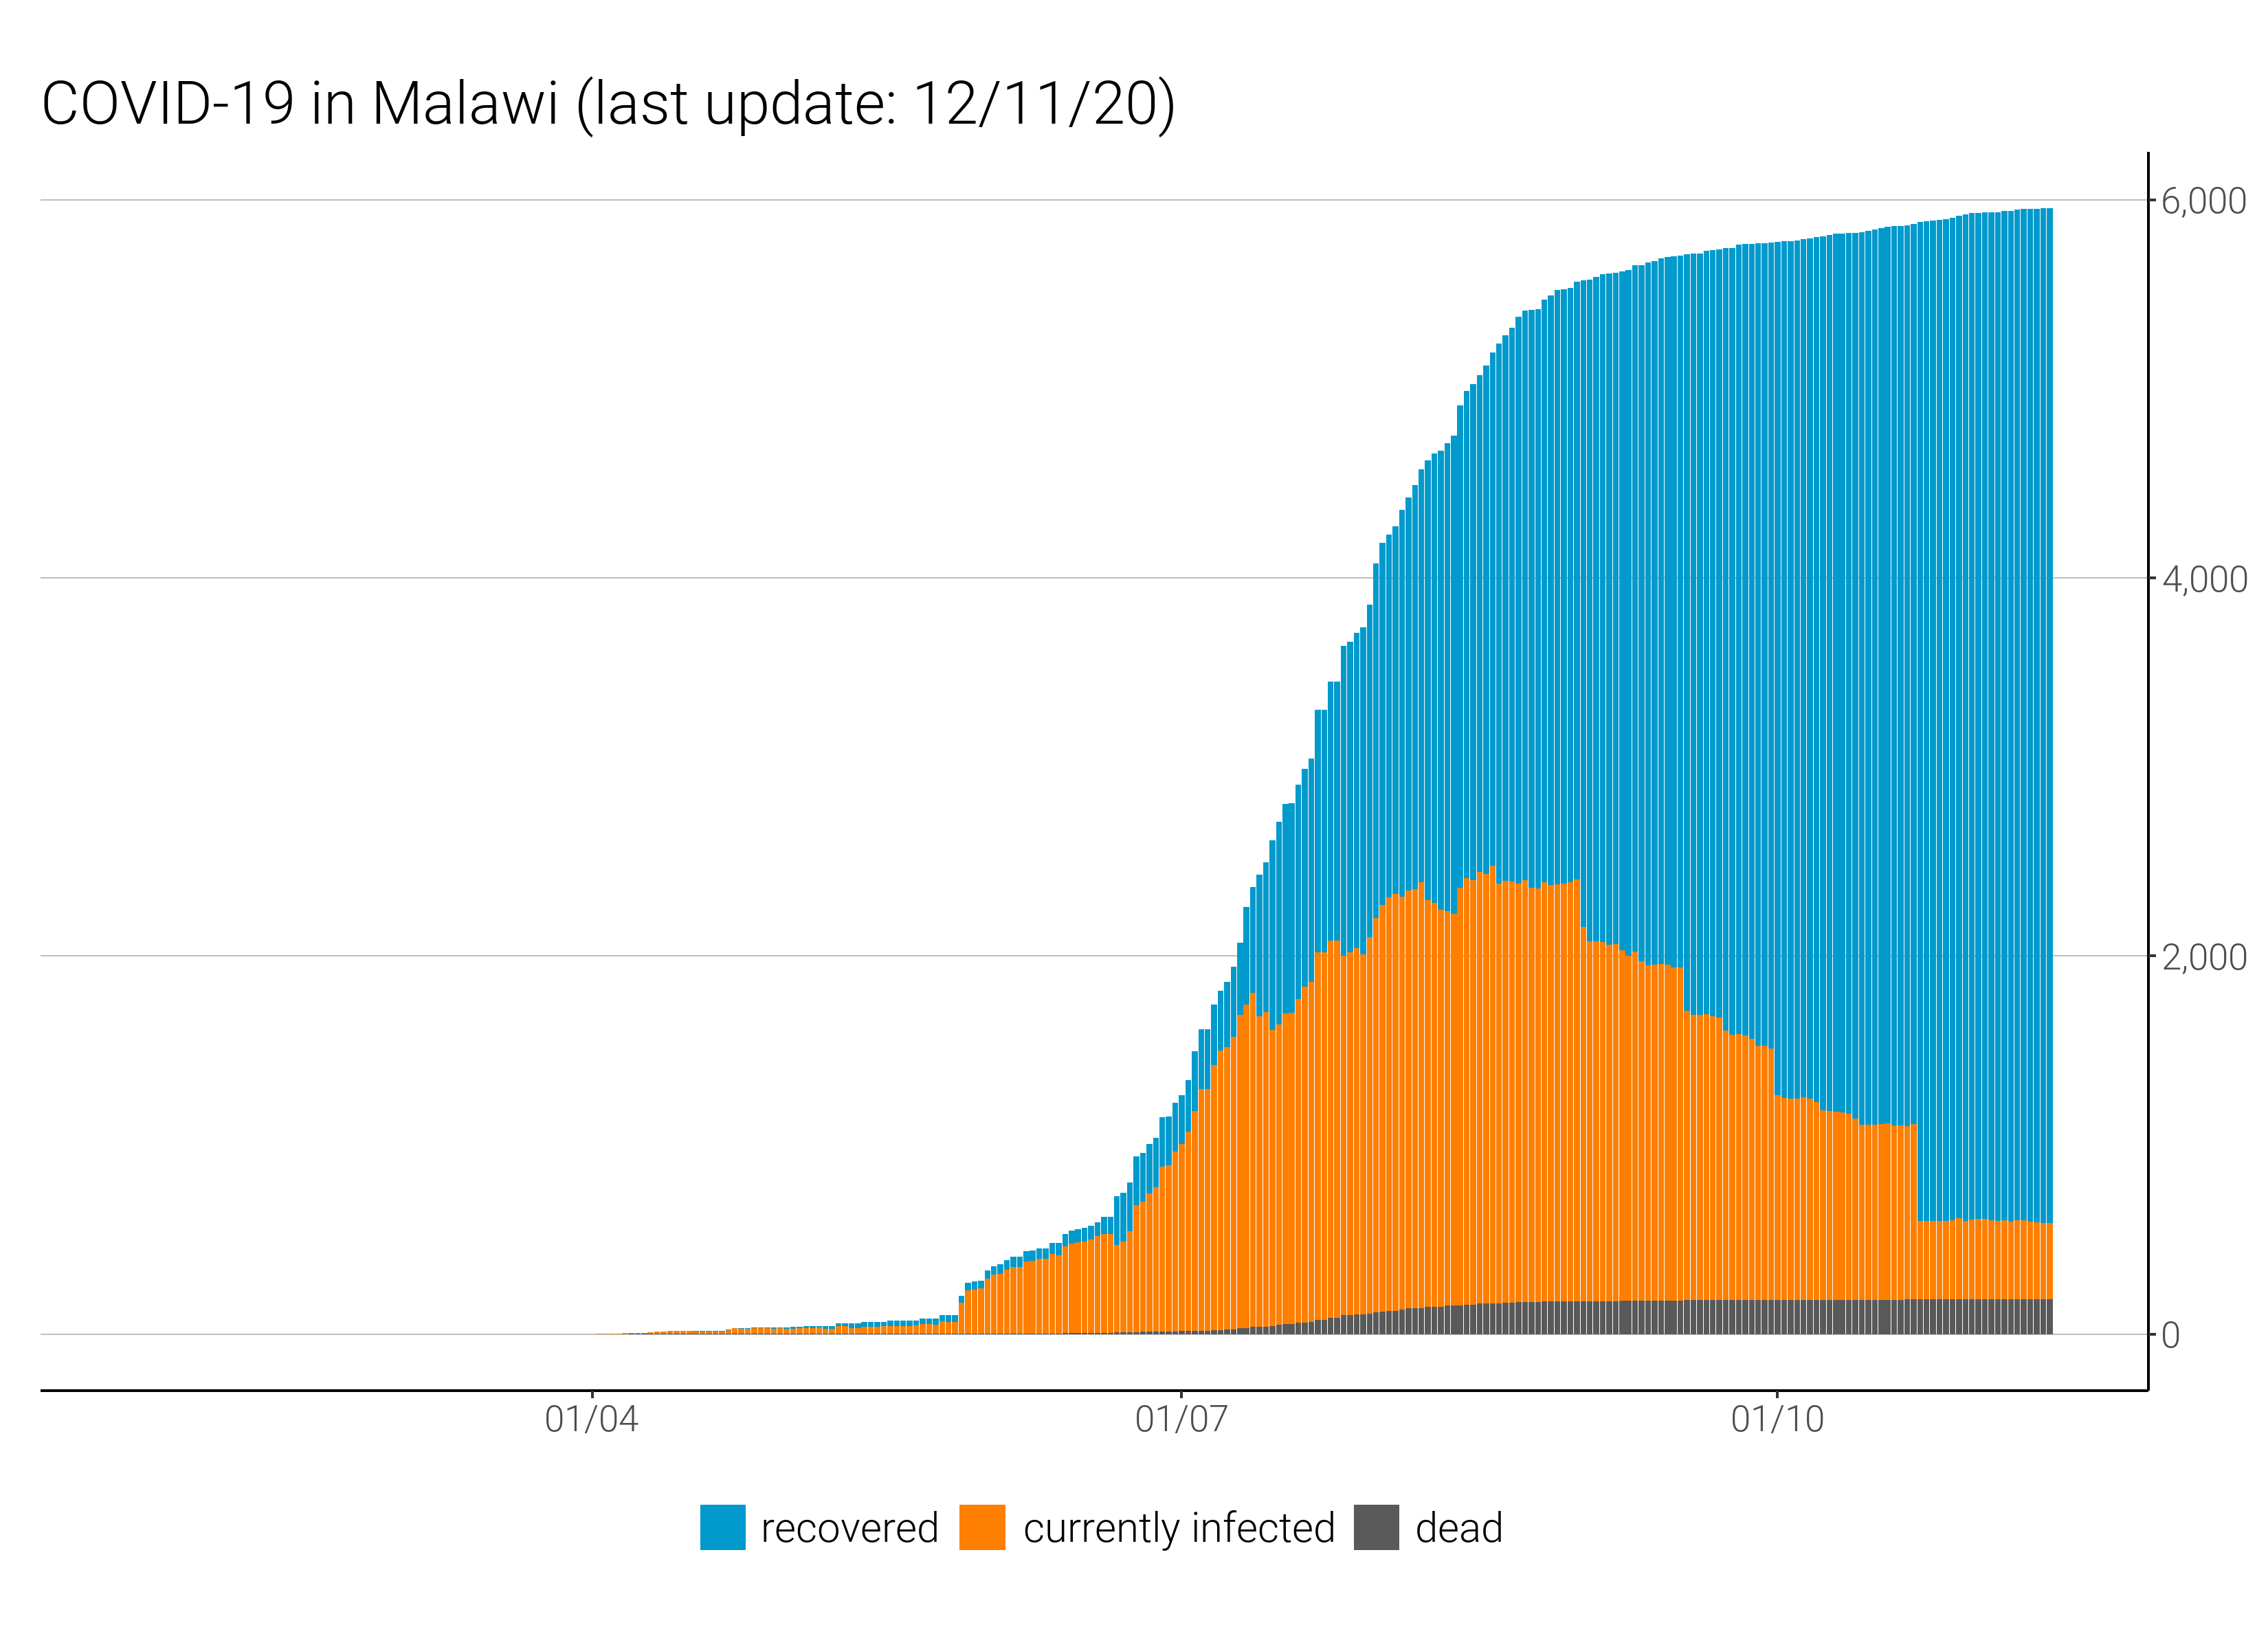 COVID-19 in Malawi (last update: 12/11/20)
6,000
4,000
2,000
0
01/04 01/07 01/10
recovered currently infected dead